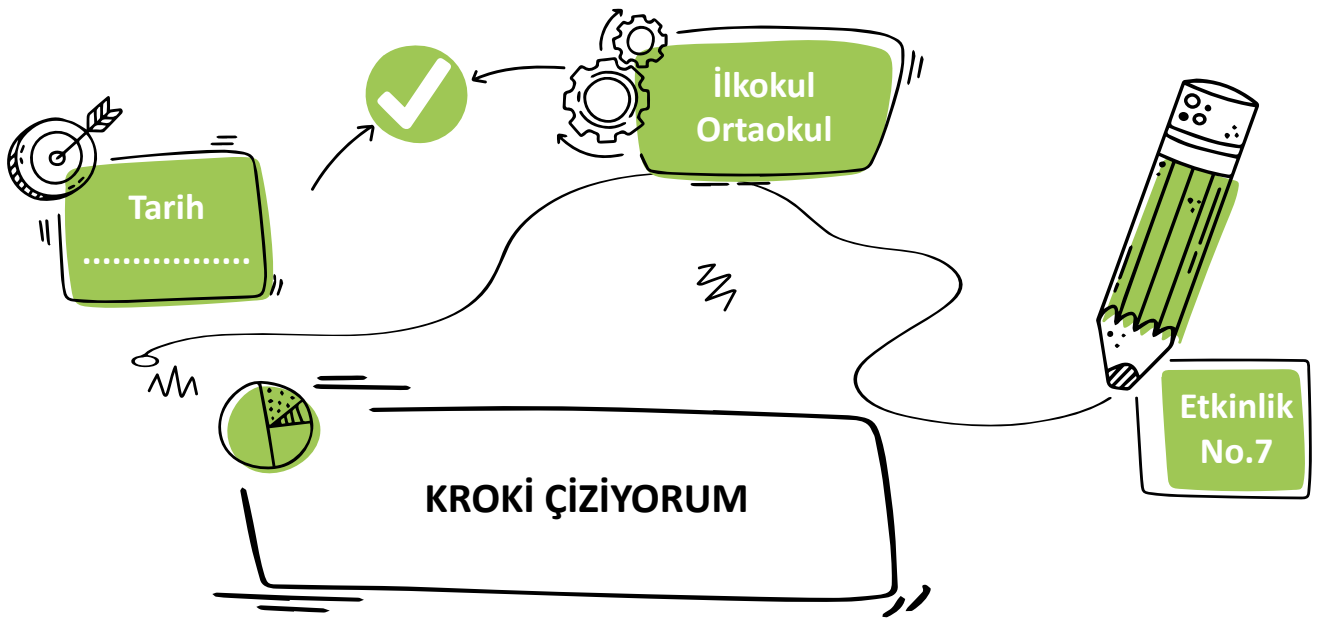 İlkokul
Ortaokul
Tarih
.................
KROKİ ÇİZİYORUM
Etkinlik
No.7